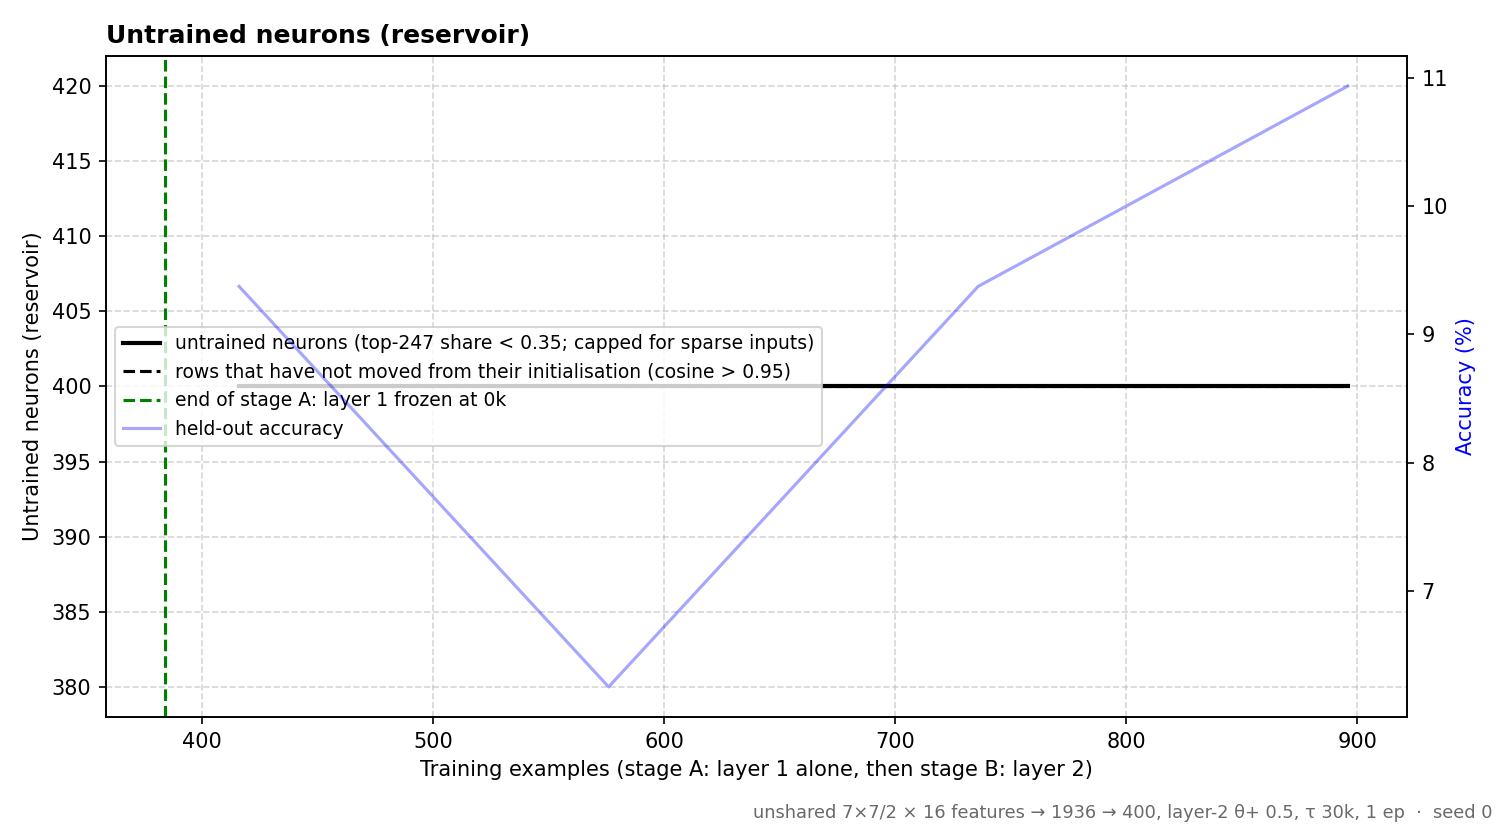 Untrained neurons (reservoir)
420
415
410
405
400
395
390
385
380
Untrained neurons (reservoir)
11
10
9
8
7
Accuracy (%)
untrained neurons (top-247 share < 0.35; capped for sparse inputs)
rows that have not moved from their initialisation (cosine > 0.95)
end of stage A: layer 1 frozen at 0k
held-out accuracy
400 500 600 700 800 900
Training examples (stage A: layer 1 alone, then stage B: layer 2)
unshared 7×7/2 × 16 features → 1936 → 400, layer-2 θ+ 0.5, τ 30k, 1 ep · seed 0